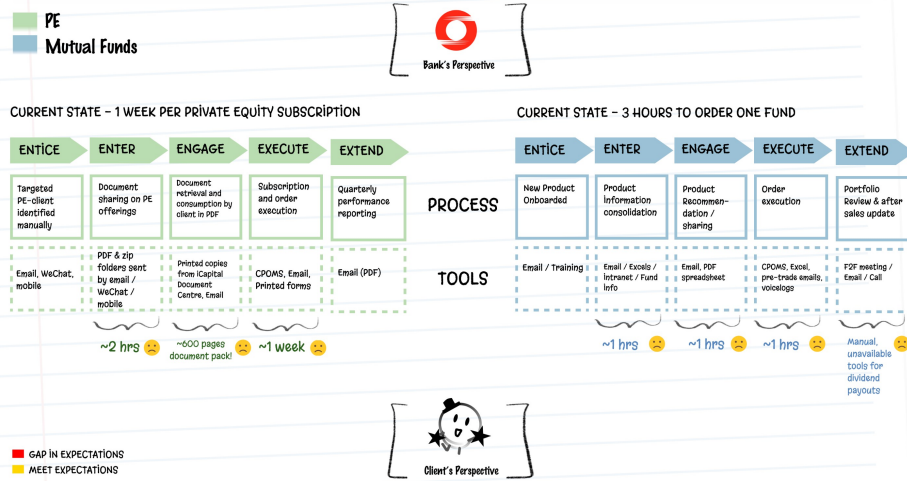 PE
Mutual Funds
Bank's Perspective
CURRENT STATE – 1 WEEK PER PRIVATE EQUITY SUBSCRIPTION
ENTICE
ENTER
ENGAGE
EXECUTE
EXTEND
Targeted
PE-client
identified
manually
Document
sharing on PE
offerings
Document
retrieval and
consumption by
client in PDF
Subscription
and order
execution
Quarterly
performance
reporting
Email, WeChat,
mobile
PDF & zip
folders sent
by email /
WeChat /
mobile
Printed copies
from iCapital
Document
Centre, Email
CPOMS, Email,
Printed forms
Email (PDF)
~2 hrs
~600 pages
document pack!
~1 week
PROCESS
TOOLS
CURRENT STATE – 3 HOURS TO ORDER ONE FUND
ENTICE
ENTER
ENGAGE
EXECUTE
EXTEND
New Product
Onboarded
Product
Information
consolidation
Product
Recommen-
dation /
sharing
Order
execution
Portfolio
Review & after
sales update
Email / Training
Email / Excels /
Intranet / Fund
Info
Email, PDF
spreadsheet
CPOMS, Excel,
pre-trade emails,
voicelogs
F2F meeting /
Email / Call
~1 hrs
~1 hrs
~1 hrs
Manual,
unavailable
tools for
dividend
payouts
GAP IN EXPECTATIONS
MEET EXPECTATIONS
Client's Perspective